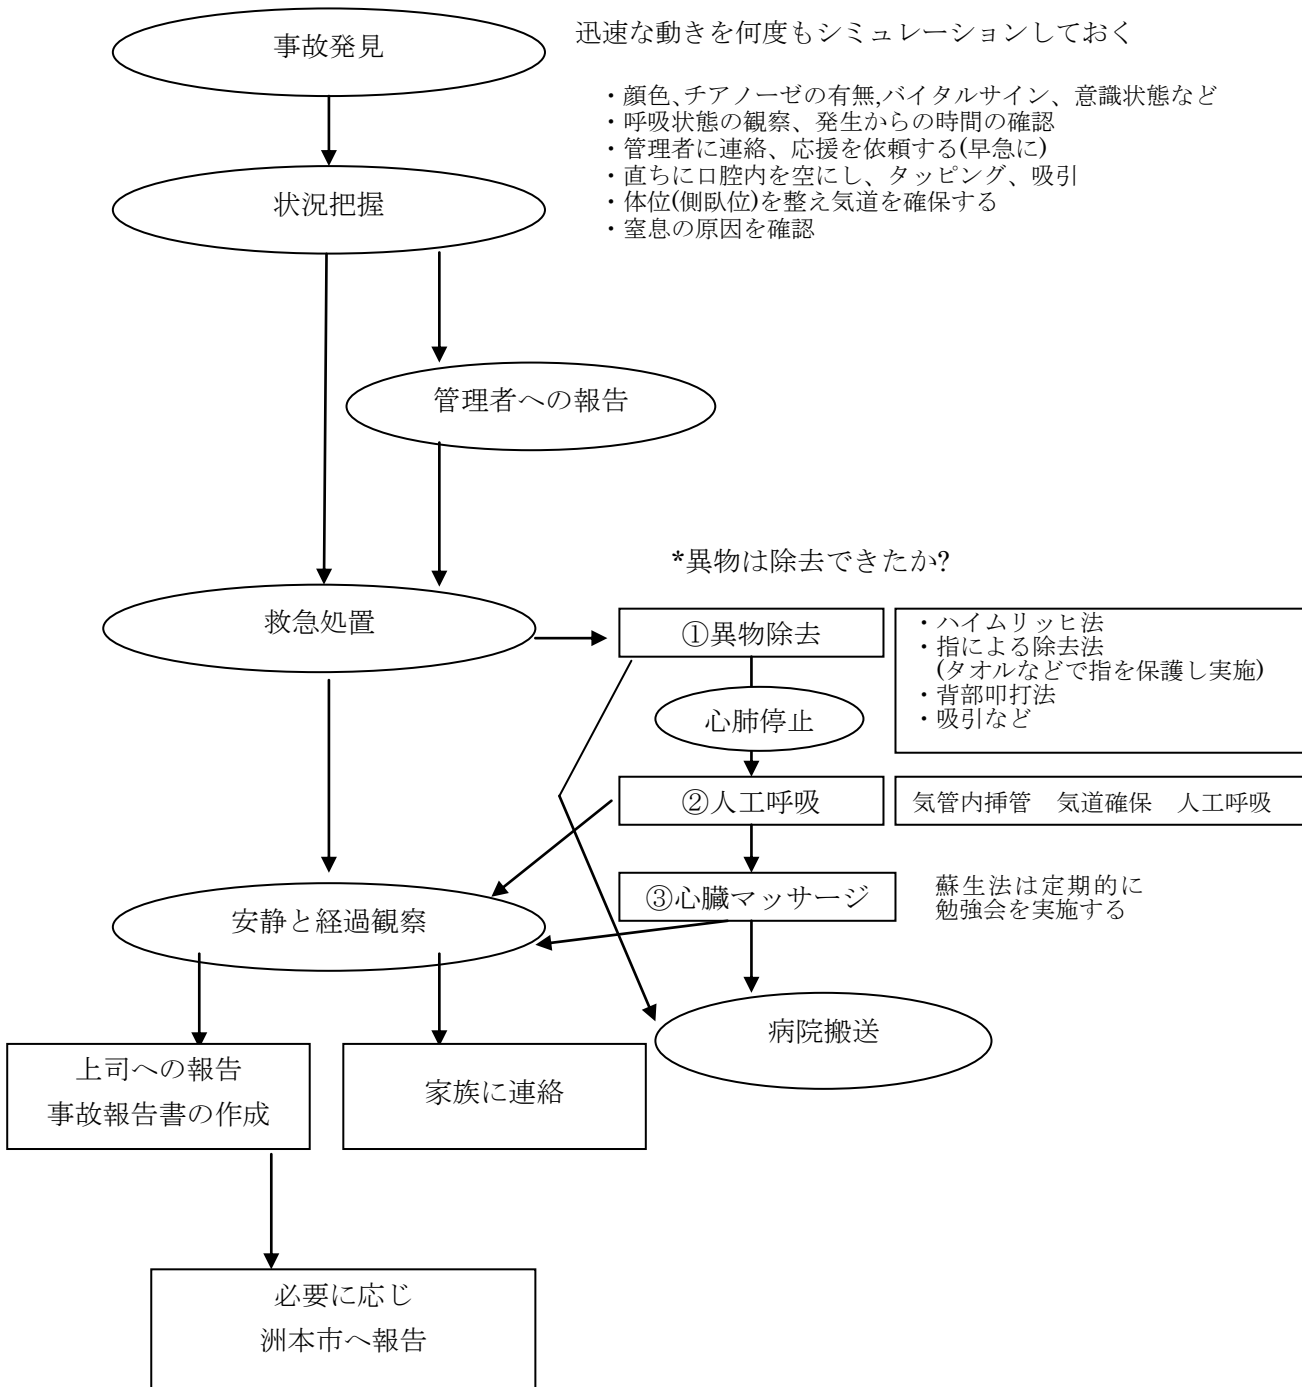 事故発見
迅速な動きを何度もシミュレーションしておく
・顔色、チアノーゼの有無,バイタルサイン、意識状態など
・呼吸状態の観察、発生からの時間の確認
・管理者に連絡、応援を依頼する(早急に)
・直ちに口腔内を空にし、タッピング、吸引
・体位(側臥位)を整え気道を確保する
・窒息の原因を確認
状況把握
管理者への報告
*異物は除去できたか?
救急処置
①異物除去
・ハイムリッヒ法
・指による除去法
(タオルなどで指を保護し実施)
・背部叩打法
・吸引など
心肺停止
②人工呼吸
気管内挿管　気道確保　人工呼吸
③心臓マッサージ
蘇生法は定期的に
勉強会を実施する
安静と経過観察
病院搬送
上司への報告
事故報告書の作成
家族に連絡
必要に応じ
洲本市へ報告